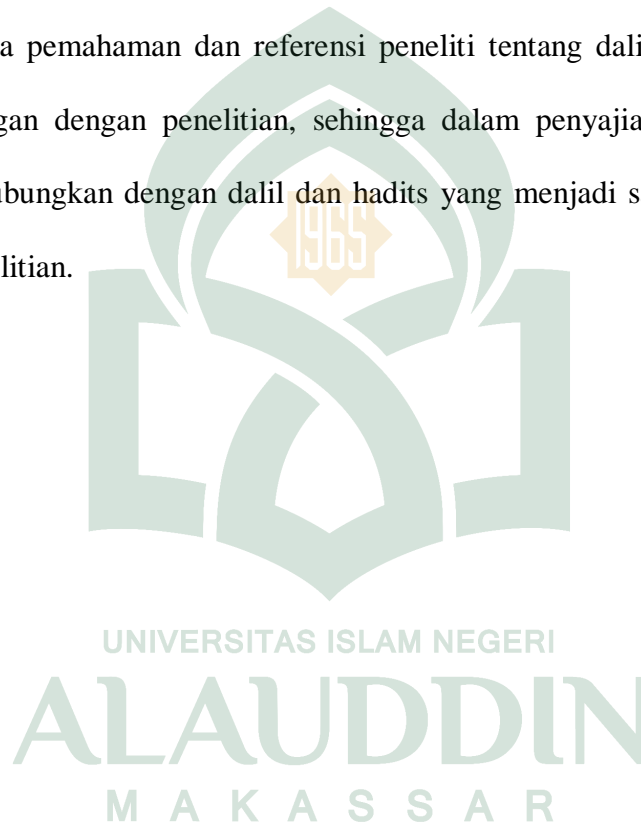 a pemahaman dan referensi peneliti tentang dali
gan dengan penelitian, sehingga dalam penyajia
ubungkan dengan dalil dan hadits yang menjadi s
litian.
1965
UNIVERSITAS ISLAM NEGERI
ALAUDDIN
MAKASSAR